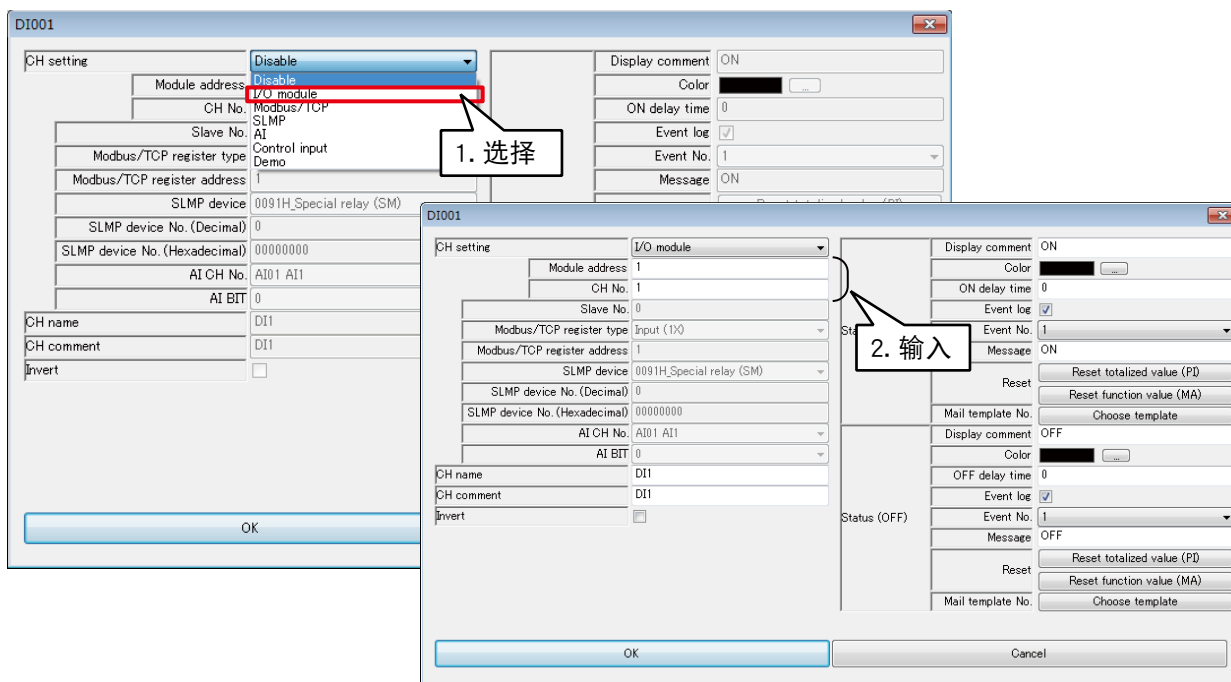 DI001
CH setting Disable
Disable
I/O module
Modbus/TCP
SLMP
AI
Control input
Demo
Module address
CH No.
Slave No.
Modbus/TCP register type
Modbus/TCP register address 1
SLMP device 0091H_Special relay (SM)
SLMP device No. (Decimal) 0
SLMP device No. (Hexadecimal) 00000000
AI CH No. AI01 AI1
AI BIT 0
CH name DI1
CH comment DI1
Invert
OK
Display comment ON
Color ...
ON delay time 0
Event log
Event No. 1
Message ON
1. 选择
DI001
CH setting I/O module
Module address 1
CH No. 1
Slave No. 0
Modbus/TCP register type Input (1X)
Modbus/TCP register address 1
SLMP device 0091H_Special relay (SM)
SLMP device No. (Decimal) 0
SLMP device No. (Hexadecimal) 00000000
AI CH No. AI01 AI1
AI BIT 0
CH name DI1
CH comment DI1
Invert
2. 输入
Display comment ON
Color ...
ON delay time 0
Event log
Event No. 1
Message ON
Reset Reset totalized value (PI)
Reset function value (MA)
Mail template No. Choose template
Status (OFF)
Display comment OFF
Color ...
OFF delay time 0
Event log
Event No. 1
Message OFF
Reset Reset totalized value (PI)
Reset function value (MA)
Mail template No. Choose template
OK Cancel